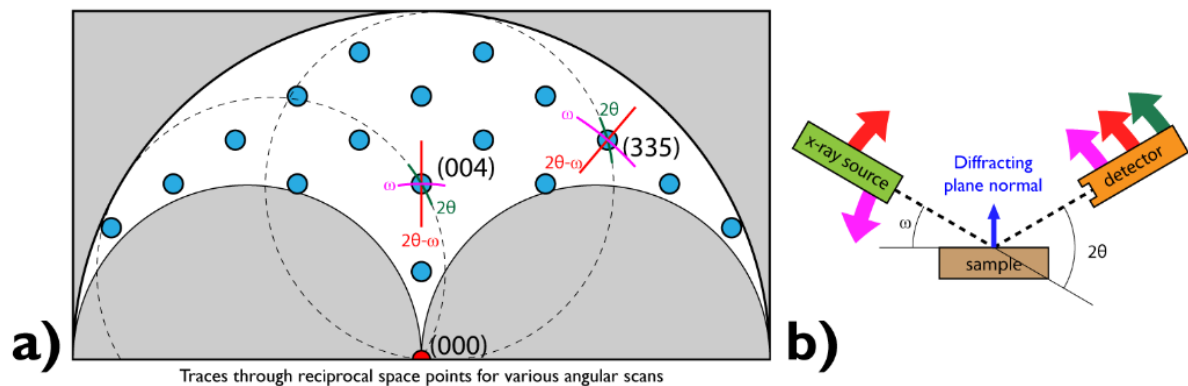 ω
2θ
(335)
2θ-ω
(004)
ω
2θ
2θ-ω
(000)
a)
Traces through reciprocal space points for various angular scans
x-ray source
Diffracting
plane normal
detector
ω
sample
2θ
b)